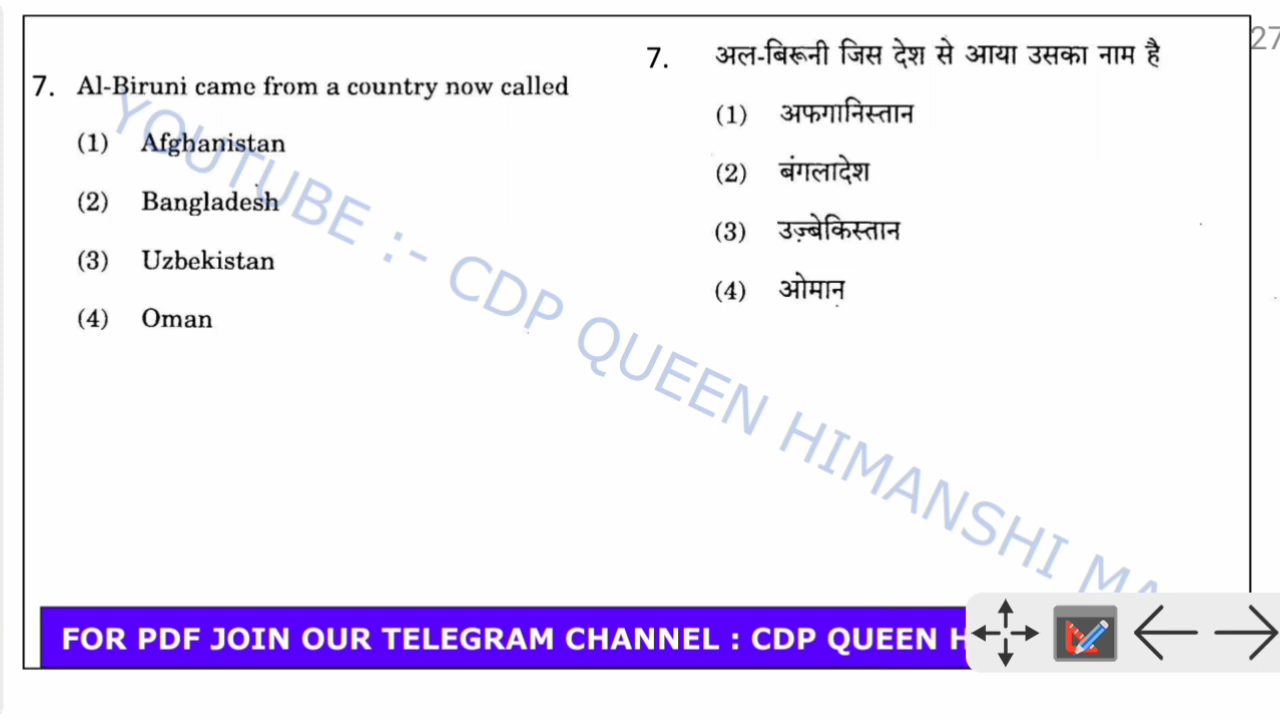 7. Al-Biruni came from a country now called
(1) Afghanistan
(2) Bangladesh
(3) Uzbekistan
(4) Oman
7. अल-बिरूनी जिस देश से आया उसका नाम है
(1) अफगानिस्तान
(2) बंगलादेश
(3) उज़्बेकिस्तान
(4) ओमान
27
YOUTUBE :- CDP QUEEN HIMANSHI
FOR PDF JOIN OUR TELEGRAM CHANNEL : CDP QUEEN